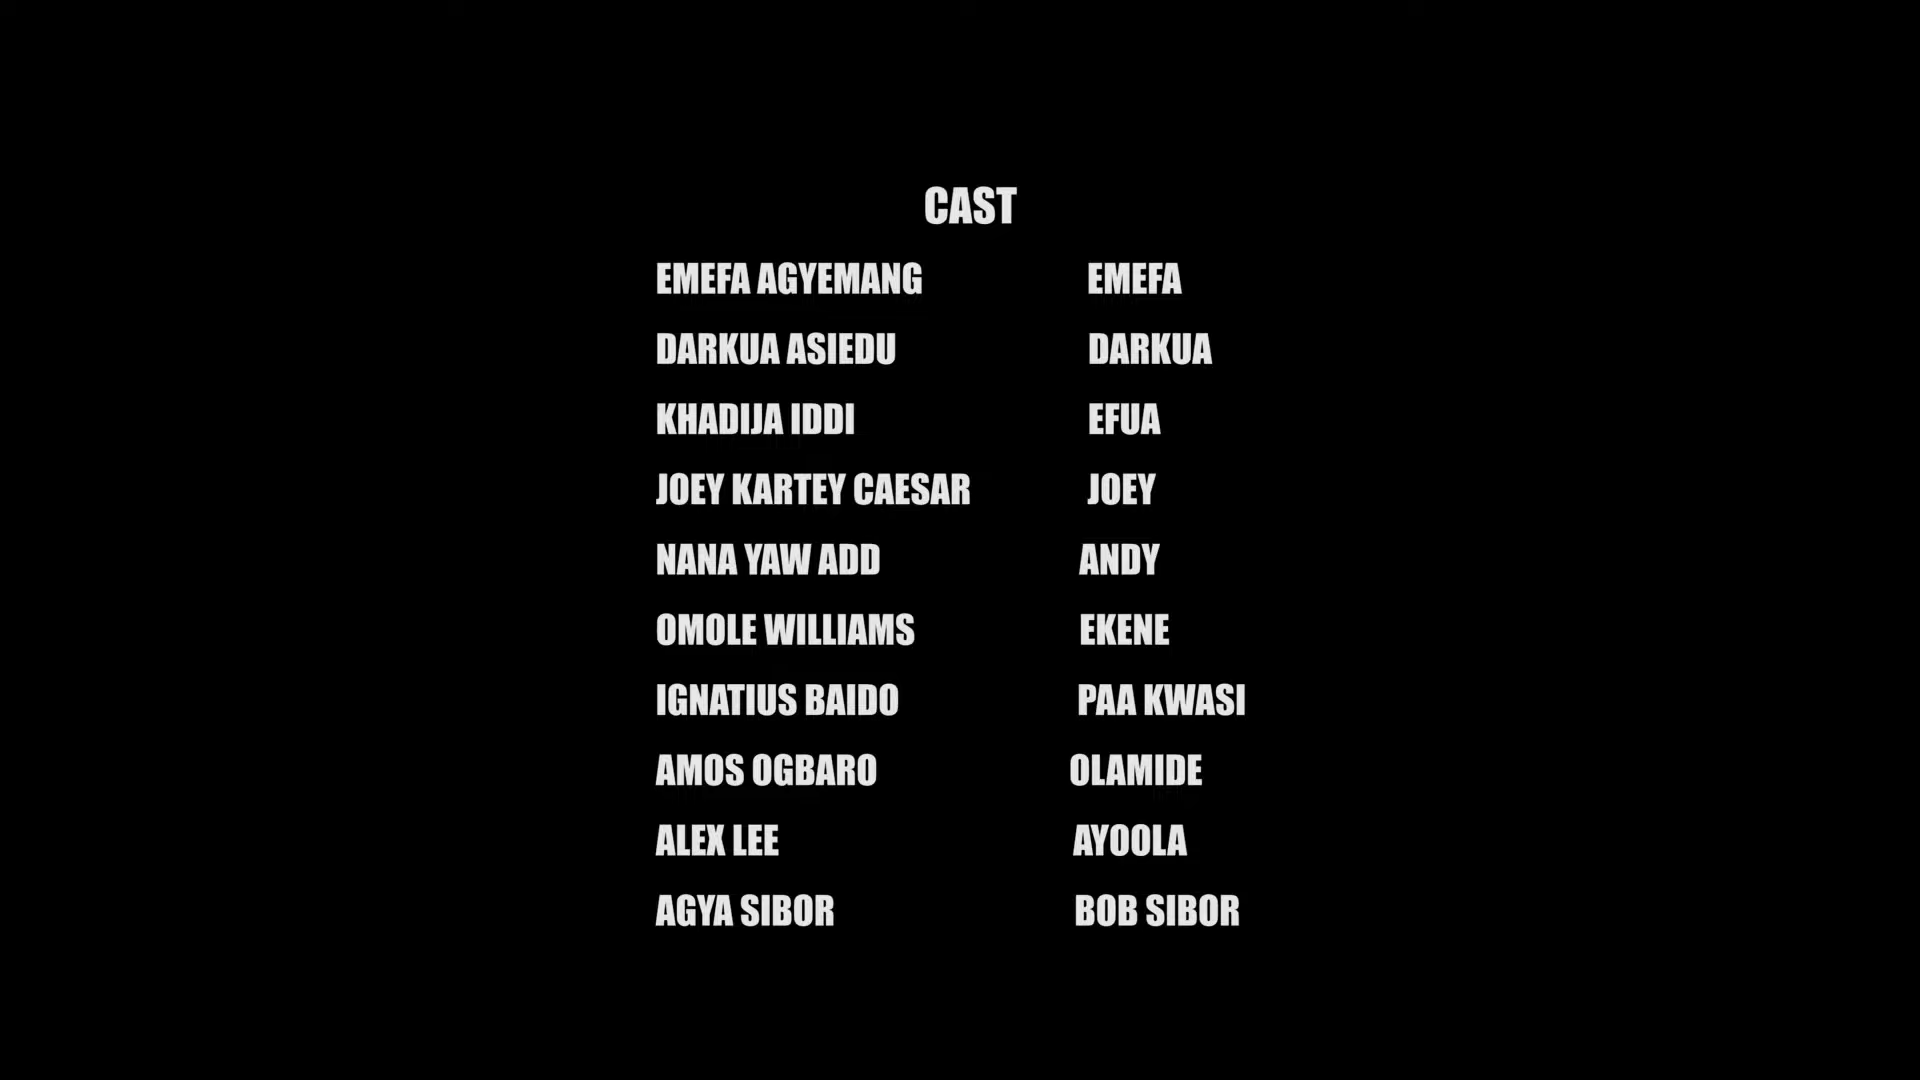 CAST
EMEFA AGYEMANG EMEFA
DARKUA ASIEDU DARKUA
KHADIJA IDDI EFUA
JOEY KARTEY CAESAR JOEY
NANA YAW ADD ANDY
OMOLE WILLIAMS EKENE
IGNATIUS BAIDO PAA KWASI
AMOS OGBARO OLAMIDE
ALEX LEE AYOOLA
AGYA SIBOR BOB SIBOR